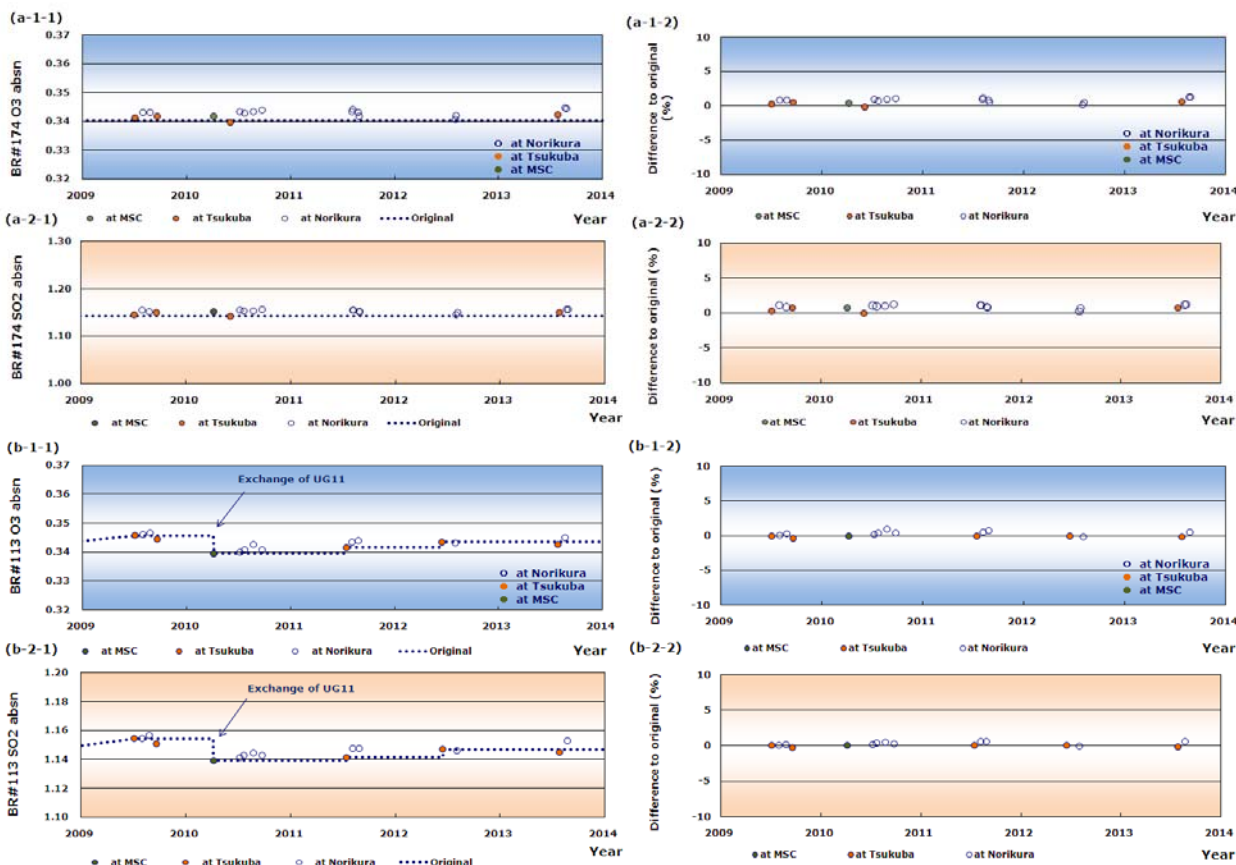 (a-1-1)
BR#174 O3 absn
0.37
0.36
0.35
0.34
0.33
0.32
at Norikura
at Tsukuba
at MSC
2009 2010 2011 2012 2013 2014
at MSC at Tsukuba at Norikura Original
Year
(a-1-2)
Difference to original (%)
10
5
0
-5
-10
at Norikura
at Tsukuba
at MSC
2009 2010 2011 2012 2013 2014
at MSC at Tsukuba at Norikura
Year
(a-2-1)
BR#174 SO2 absn
1.30
1.20
1.10
1.00
2009 2010 2011 2012 2013 2014
at MSC at Tsukuba at Norikura Original
Year
(a-2-2)
Difference to original (%)
10
5
0
-5
-10
2009 2010 2011 2012 2013 2014
at MSC at Tsukuba at Norikura
Year
(b-1-1)
BR#113 O3 absn
0.37
0.36
0.35
0.34
0.33
0.32
Exchange of UG11
at Norikura
at Tsukuba
at MSC
2009 2010 2011 2012 2013 2014
at MSC at Tsukuba at Norikura Original
Year
(b-1-2)
Difference to original (%)
10
5
0
-5
-10
at Norikura
at Tsukuba
at MSC
2009 2010 2011 2012 2013 2014
at MSC at Tsukuba at Norikura
Year
(b-2-1)
BR#113 SO2 absn
1.20
1.18
1.16
1.14
1.12
1.10
Exchange of UG11
2009 2010 2011 2012 2013 2014
at MSC at Tsukuba at Norikura Original
Year
(b-2-2)
Difference to original (%)
10
5
0
-5
-10
2009 2010 2011 2012 2013 2014
at MSC at Tsukuba at Norikura
Year